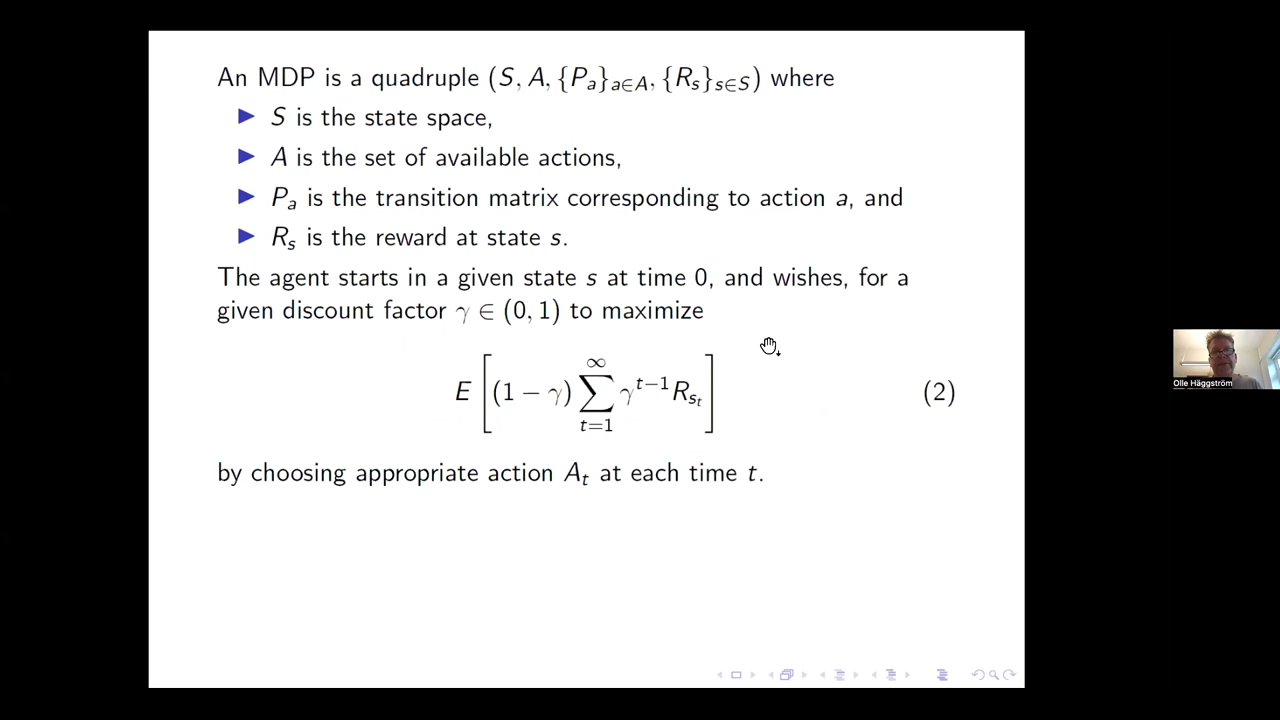 An MDP is a quadruple (S, A, {P_a}_{a∈A}, {R_s}_{s∈S}) where
▶ S is the state space,
▶ A is the set of available actions,
▶ P_a is the transition matrix corresponding to action a, and
▶ R_s is the reward at state s.
The agent starts in a given state s at time 0, and wishes, for a
given discount factor γ ∈ (0, 1) to maximize
E [ (1 − γ) ∑_{t=1}^{∞} γ^{t−1} R_{s_t} ] (2)
by choosing appropriate action A_t at each time t.
Olle Häggström